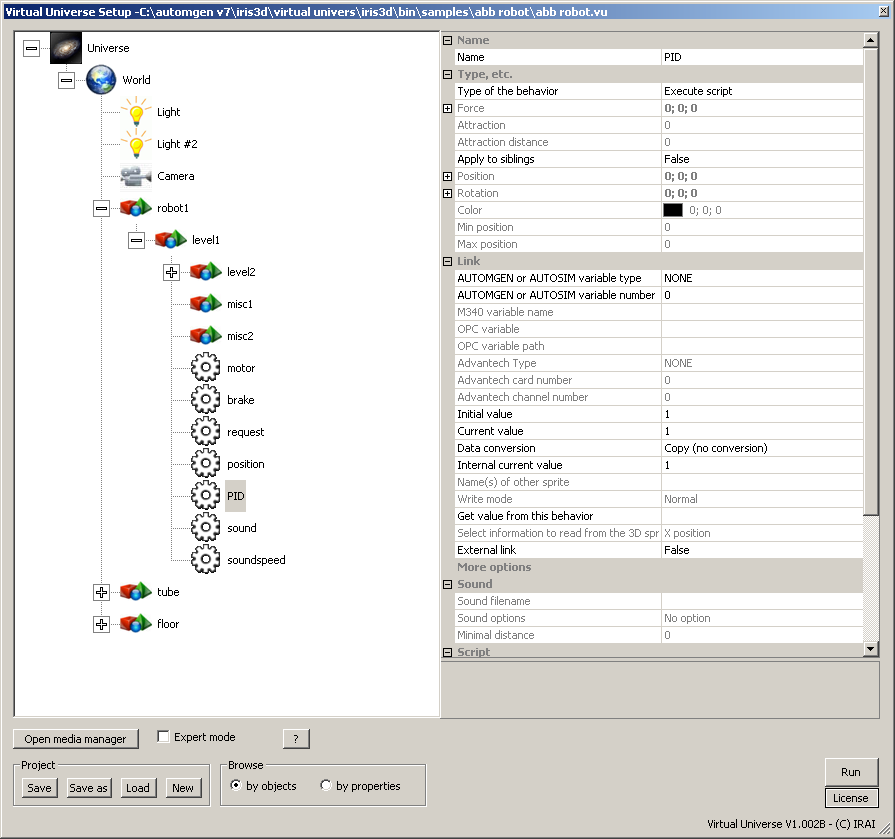 Virtual Universe Setup -C:\automgen v7\iris3d\virtual univers\iris3d\bin\samples\abb robot\abb robot.vu
Universe
World
Light
Light #2
Camera
robot1
level1
level2
misc1
misc2
motor
brake
request
position
PID
sound
soundspeed
tube
floor
Name
Name PID
Type, etc.
Type of the behavior Execute script
Force 0; 0; 0
Attraction 0
Attraction distance 0
Apply to siblings False
Position 0; 0; 0
Rotation 0; 0; 0
Color 0; 0; 0
Min position 0
Max position 0
Link
AUTOMGEN or AUTOSIM variable type NONE
AUTOMGEN or AUTOSIM variable number 0
M340 variable name
OPC variable
OPC variable path
Advantech Type NONE
Advantech card number 0
Advantech channel number 0
Initial value 1
Current value 1
Data conversion Copy (no conversion)
Internal current value 1
Name(s) of other sprite
Write mode Normal
Get value from this behavior
Select information to read from the 3D spr X position
External link False
More options
Sound
Sound filename
Sound options No option
Minimal distance 0
Script
Open media manager
Expert mode
?
Project
Save Save as Load New
Browse
by objects by properties
Run
License
Virtual Universe V1.002B - (C) IRAI